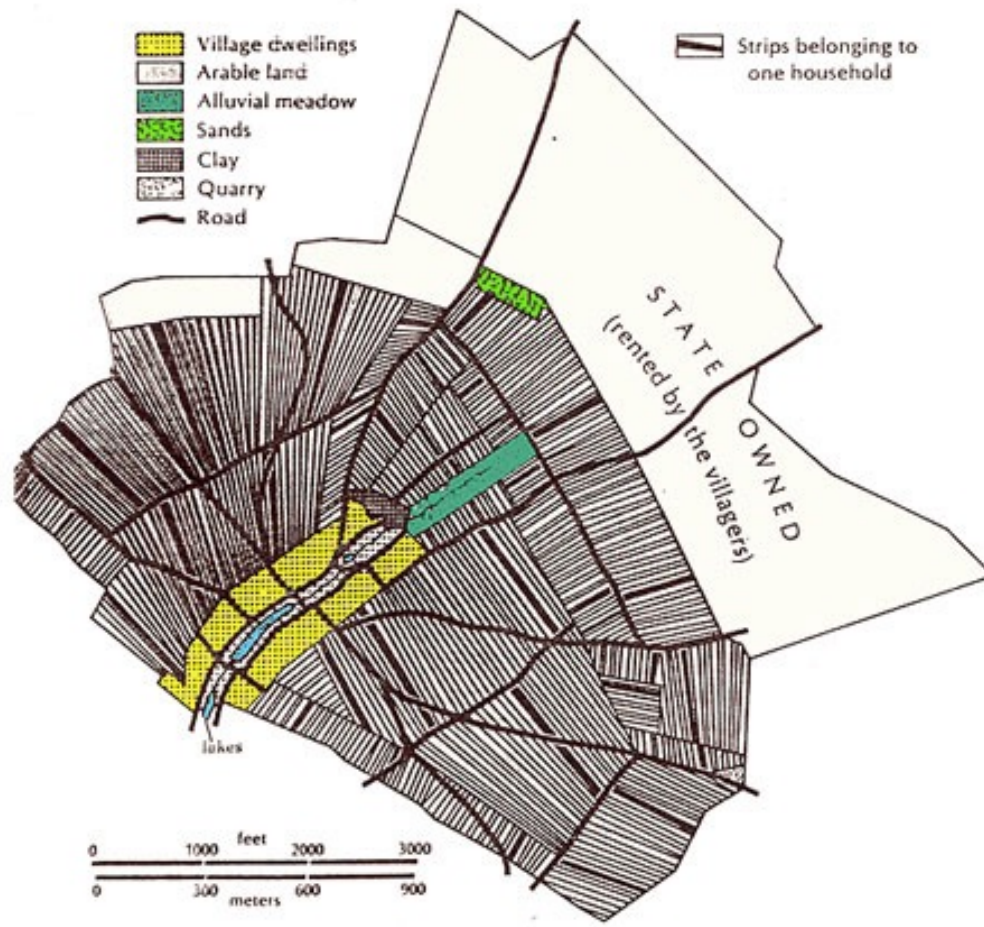 Village dwellings
Arable land
Alluvial meadow
Sands
Clay
Quarry
Road
Strips belonging to
one household
STATE
OWNED
(rented by the villagers)
lakes
feet
0 1000 2000 3000
0 300 600 900
meters